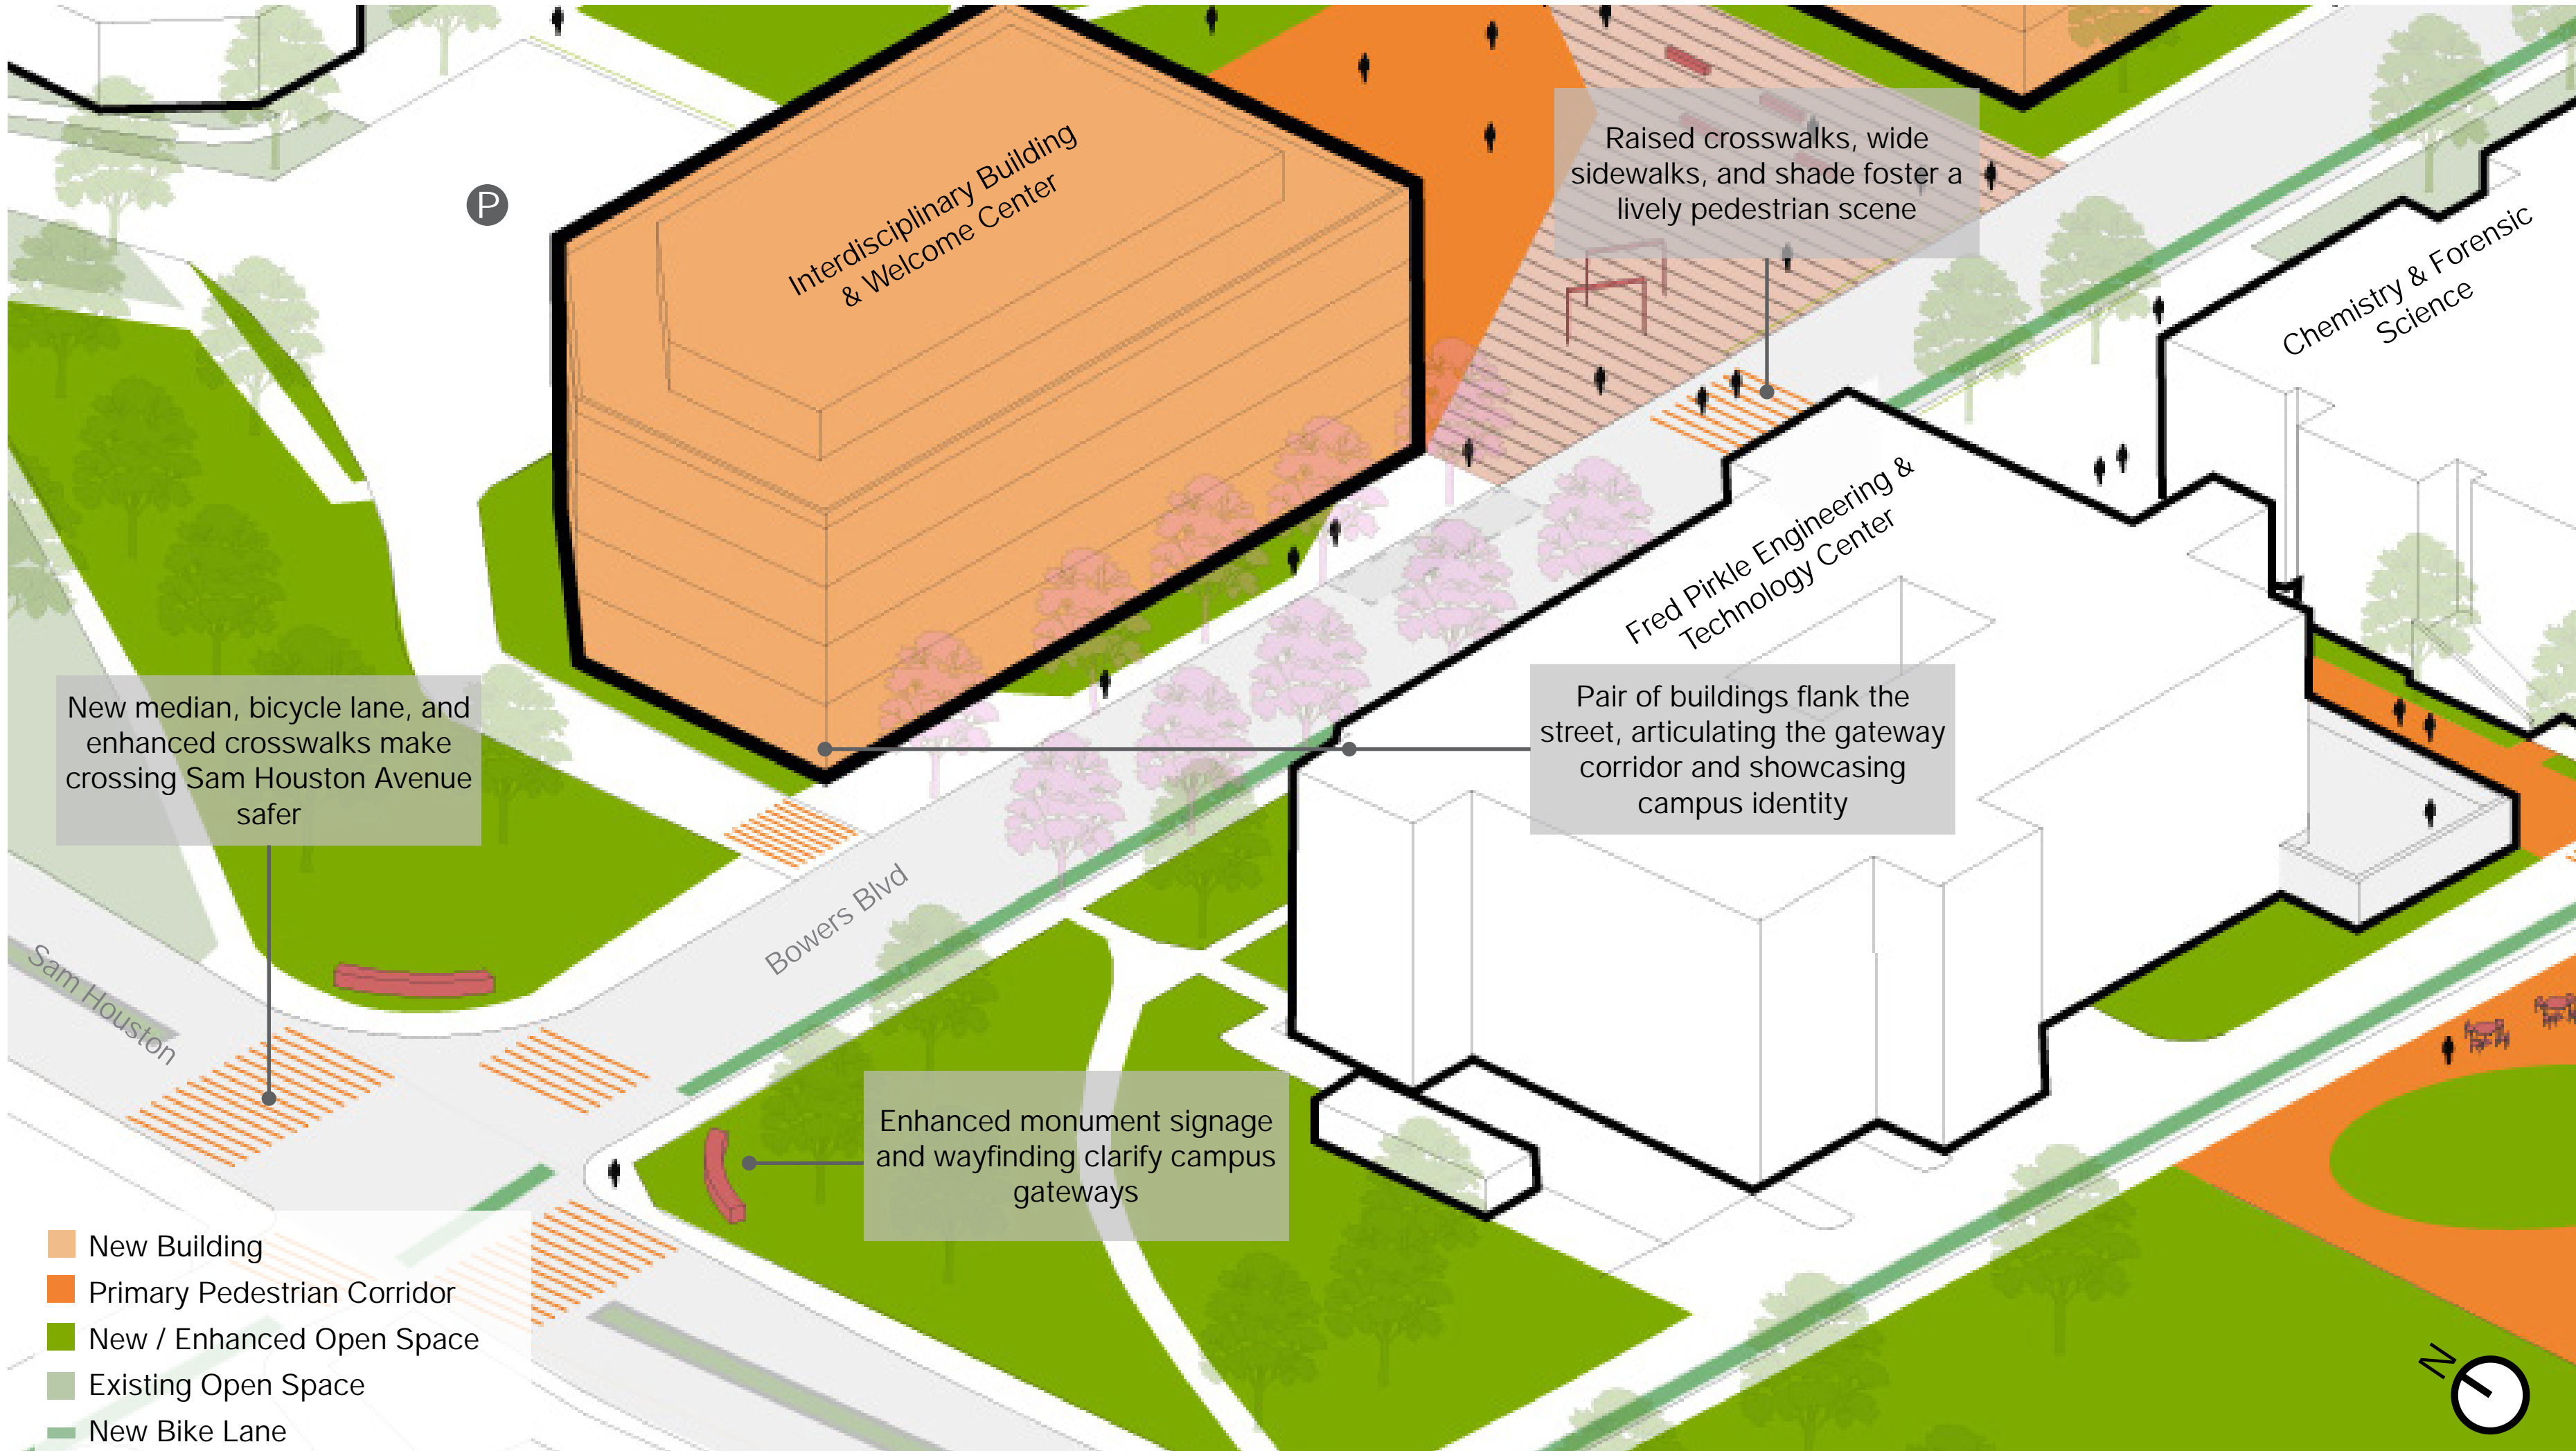 Interdisciplinary Building
& Welcome Center
P
Raised crosswalks, wide
sidewalks, and shade foster a
lively pedestrian scene
Chemistry & Forensic
Science
Fred Pirkle Engineering &
Technology Center
New median, bicycle lane, and
enhanced crosswalks make
crossing Sam Houston Avenue
safer
Pair of buildings flank the
street, articulating the gateway
corridor and showcasing
campus identity
Bowers Blvd
Sam Houston
Enhanced monument signage
and wayfinding clarify campus
gateways
New Building
Primary Pedestrian Corridor
New / Enhanced Open Space
Existing Open Space
New Bike Lane
N